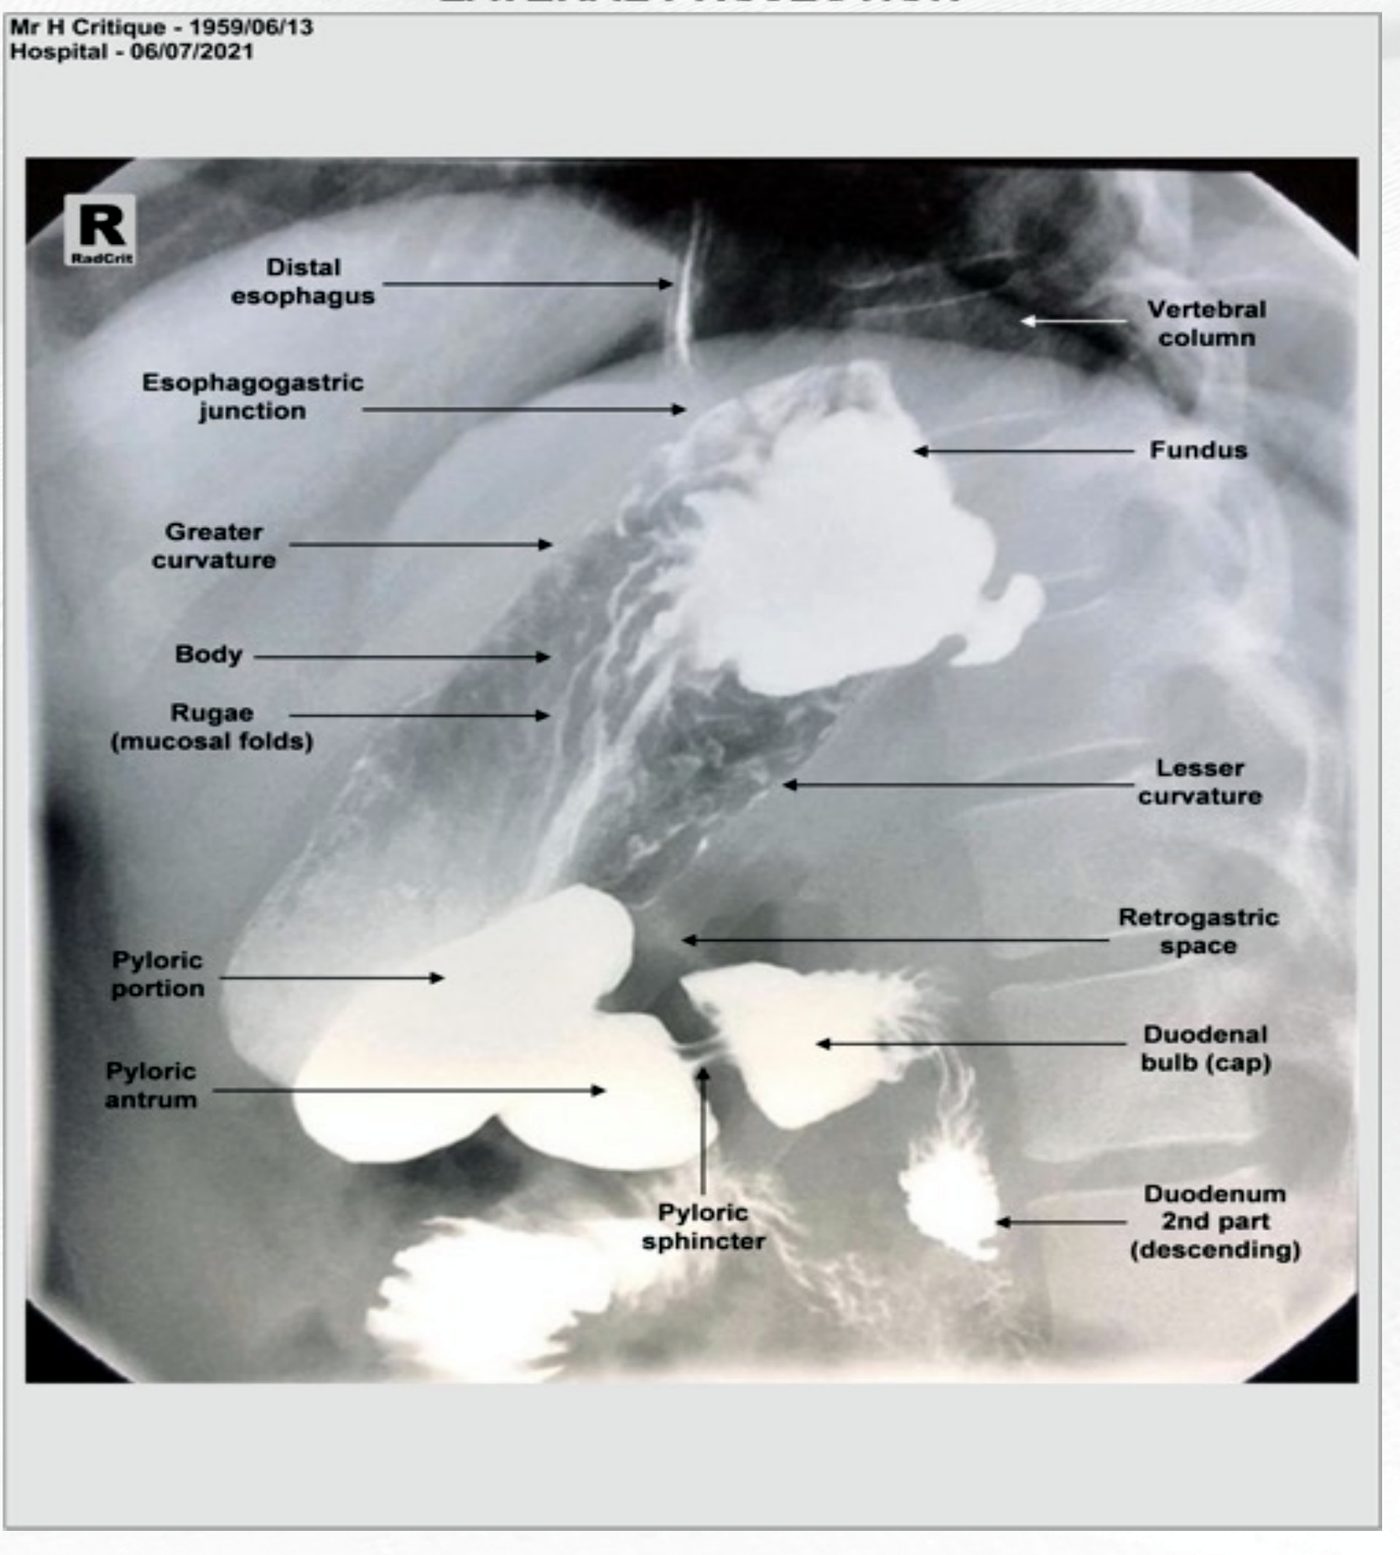 LATERAL PROJECTION
Mr H Critique - 1959/06/13
Hospital - 06/07/2021
R
RadCrit
Distal
esophagus
Vertebral
column
Esophagogastric
junction
Fundus
Greater
curvature
Body
Rugae
(mucosal folds)
Lesser
curvature
Retrogastric
space
Pyloric
portion
Duodenal
bulb (cap)
Pyloric
antrum
Pyloric
sphincter
Duodenum
2nd part
(descending)